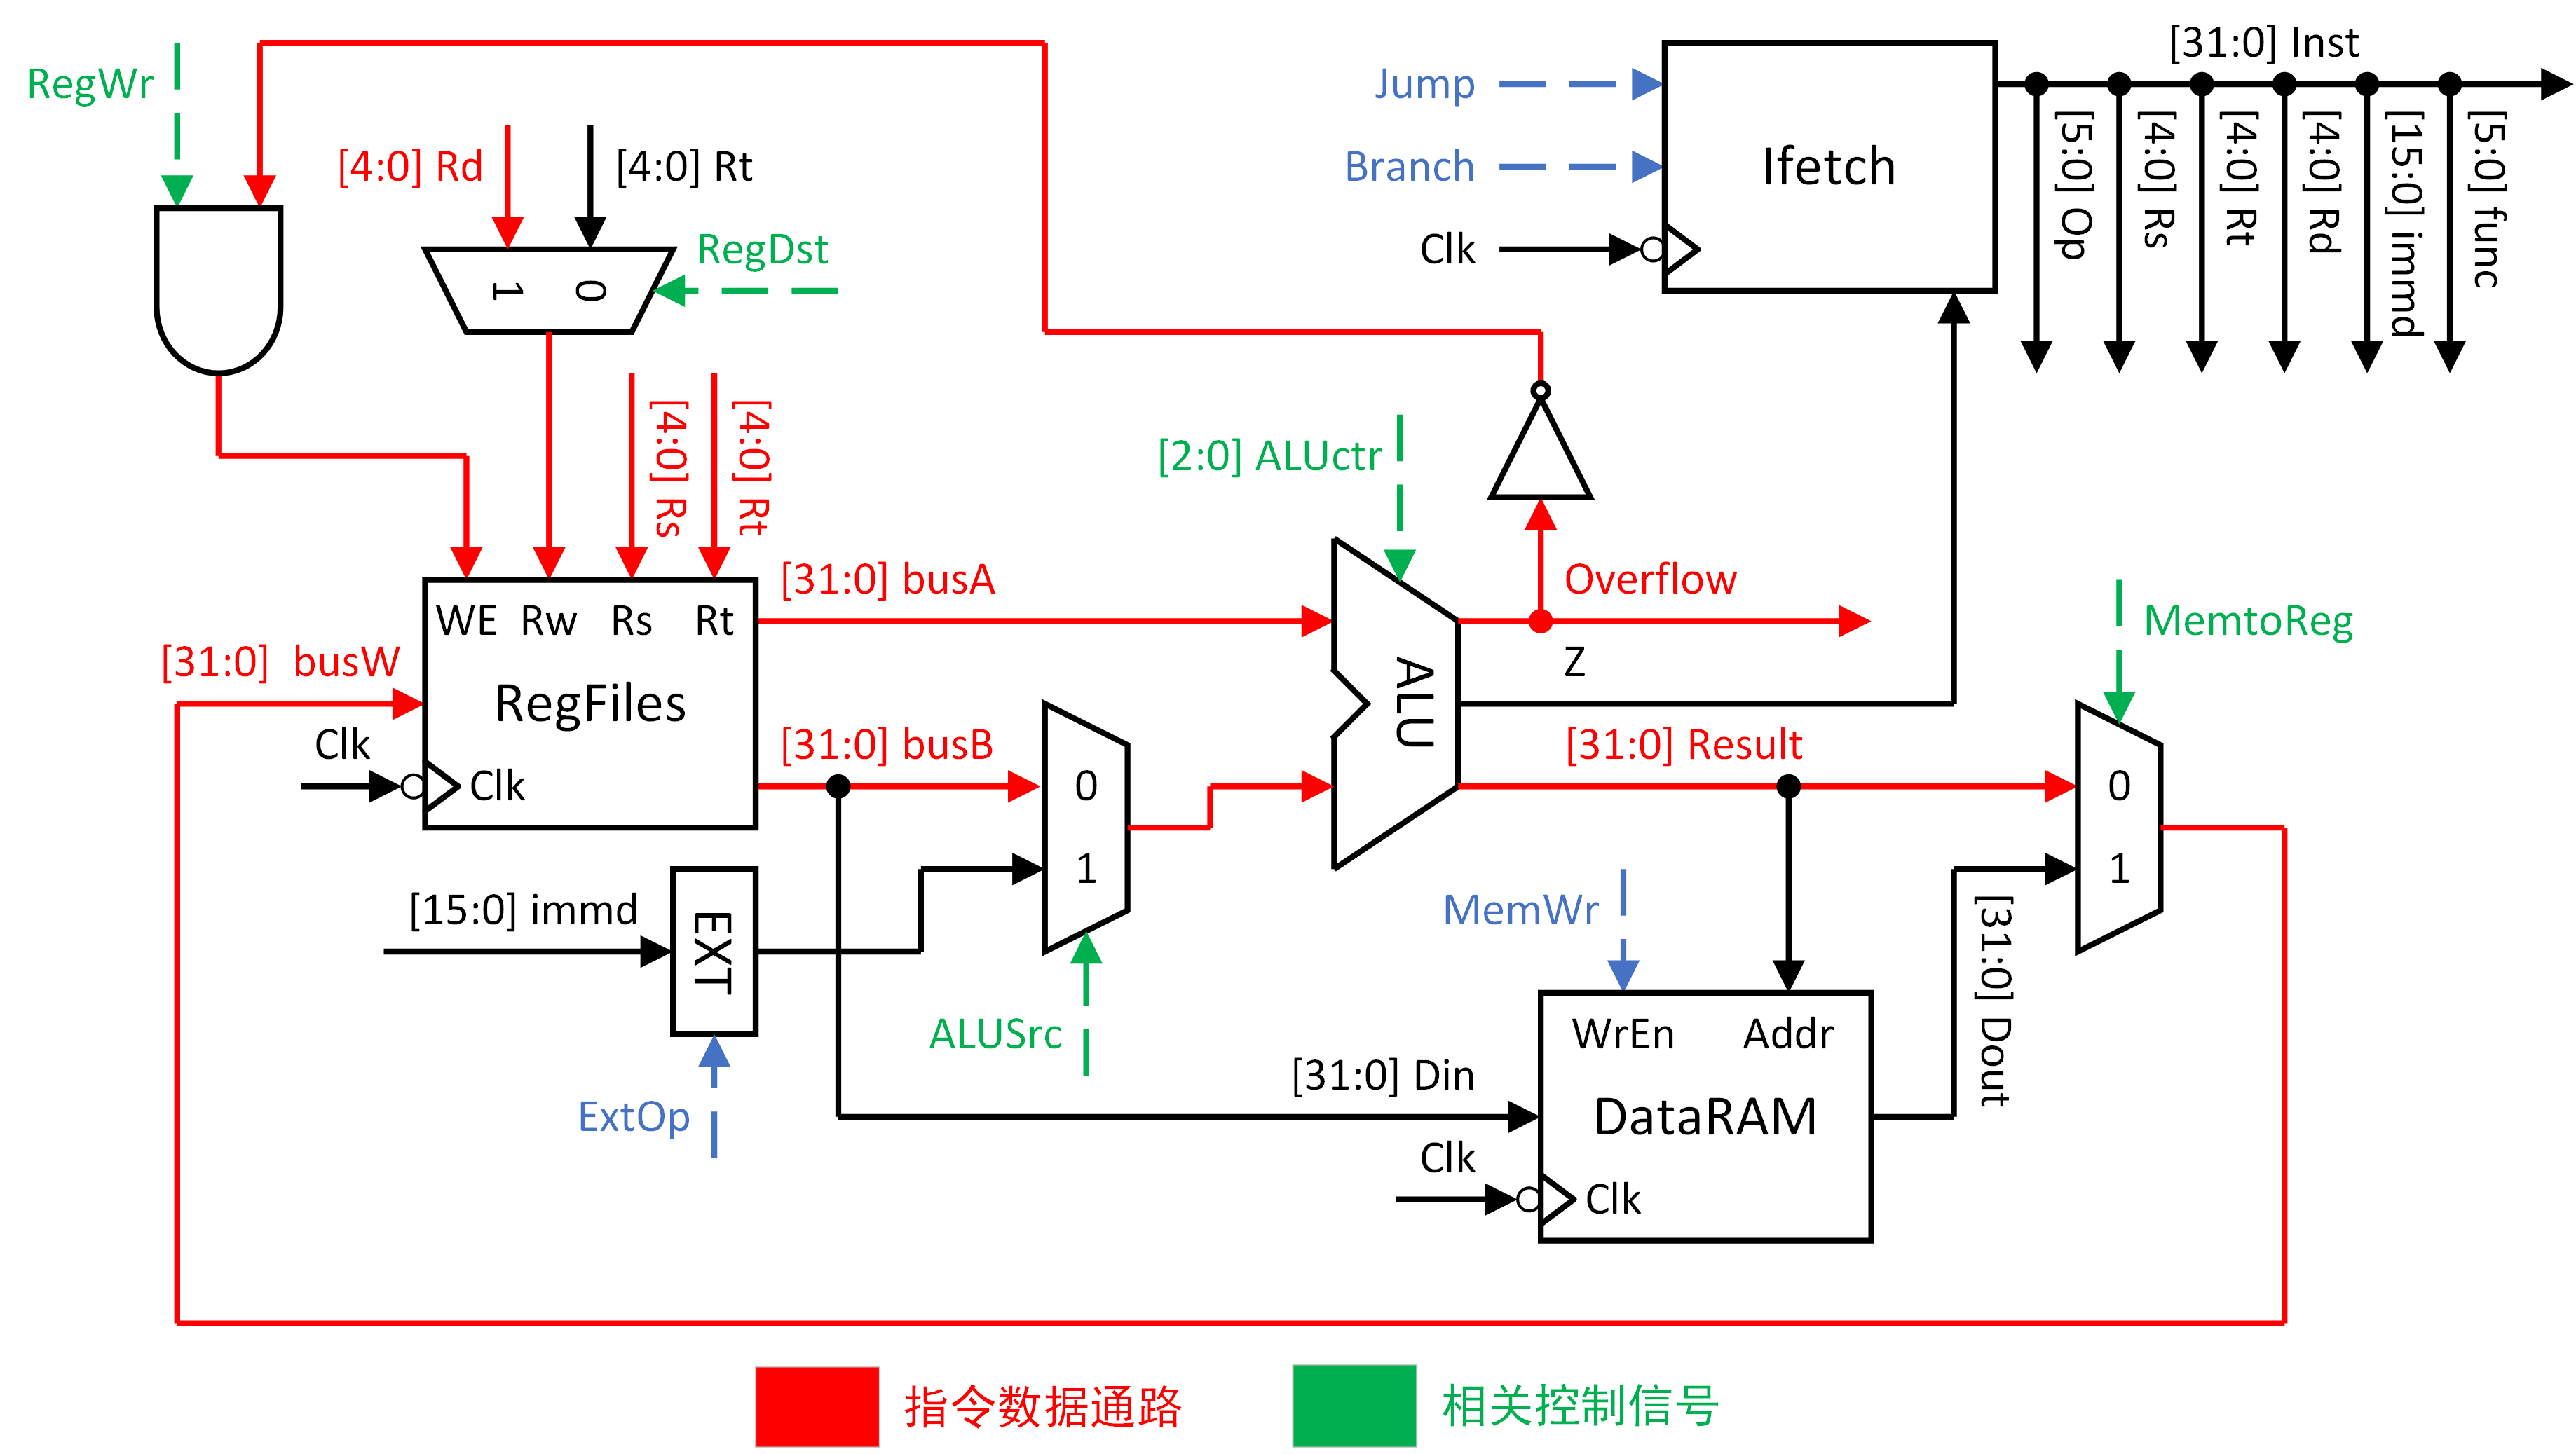 [31:0] Inst
RegWr
Jump
[4:0] Rd
[4:0] Rt
Branch
Ifetch
[5:0] Op
[4:0] Rs
[4:0] Rt
[4:0] Rd
[15:0] immd
[5:0] func
RegDst
Clk
1
0
[4:0] Rs
[4:0] Rt
[2:0] ALUctr
[31:0] busA
Overflow
WE Rw Rs Rt
MemtoReg
[31:0] busW
Z
RegFiles
ALU
Clk
[31:0] busB
[31:0] Result
Clk
0
1
0
1
[15:0] immd
EXT
MemWr
[31:0] Dout
ALUSrc
WrEn Addr
[31:0] Din
ExtOp
DataRAM
Clk
Clk
指令数据通路
相关控制信号